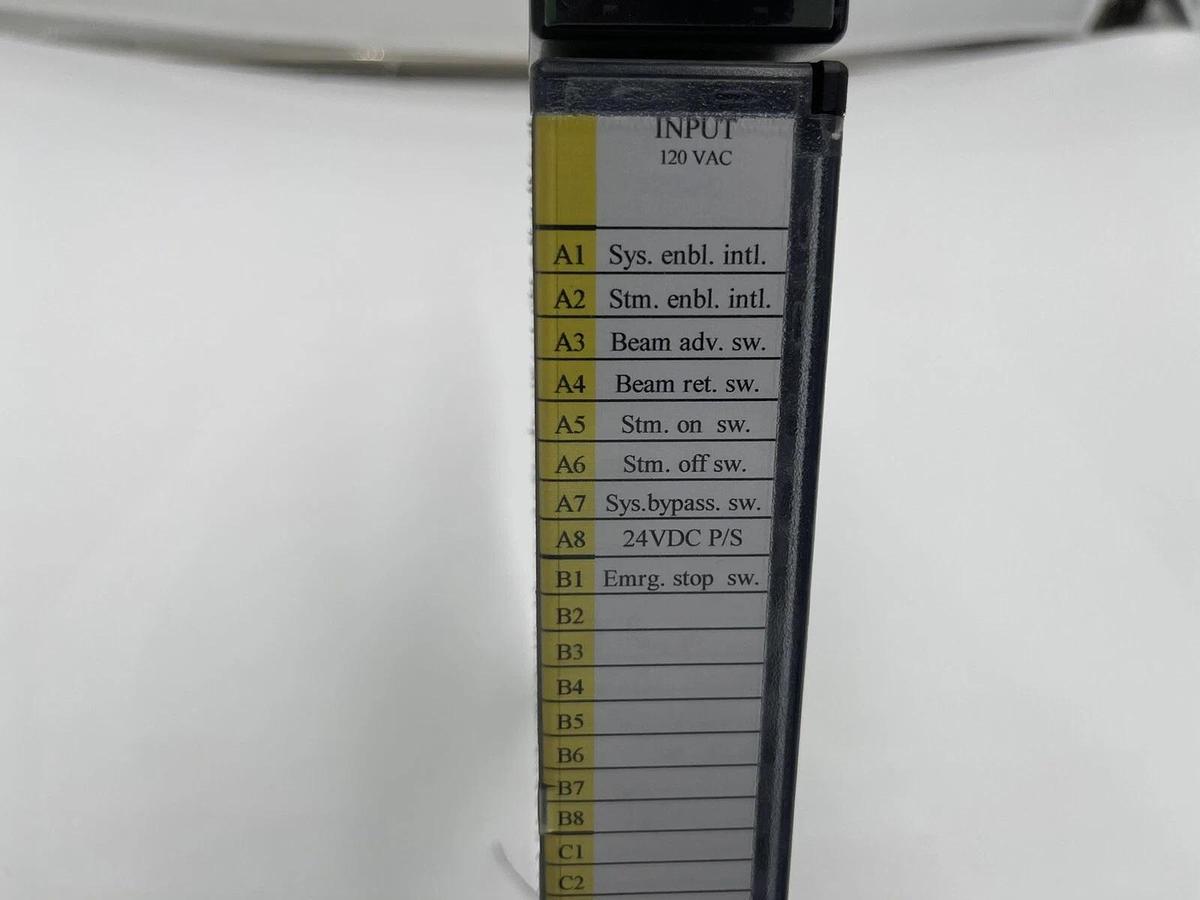 INPUT
120 VAC
A1 Sys. enbl. intl.
A2 Stm. enbl. intl.
A3 Beam adv. sw.
A4 Beam ret. sw.
A5 Stm. on sw.
A6 Stm. off sw.
A7 Sys.bypass. sw.
A8 24VDC P/S
B1 Emrg. stop sw.
B2
B3
B4
B5
B6
B7
B8
C1
C2